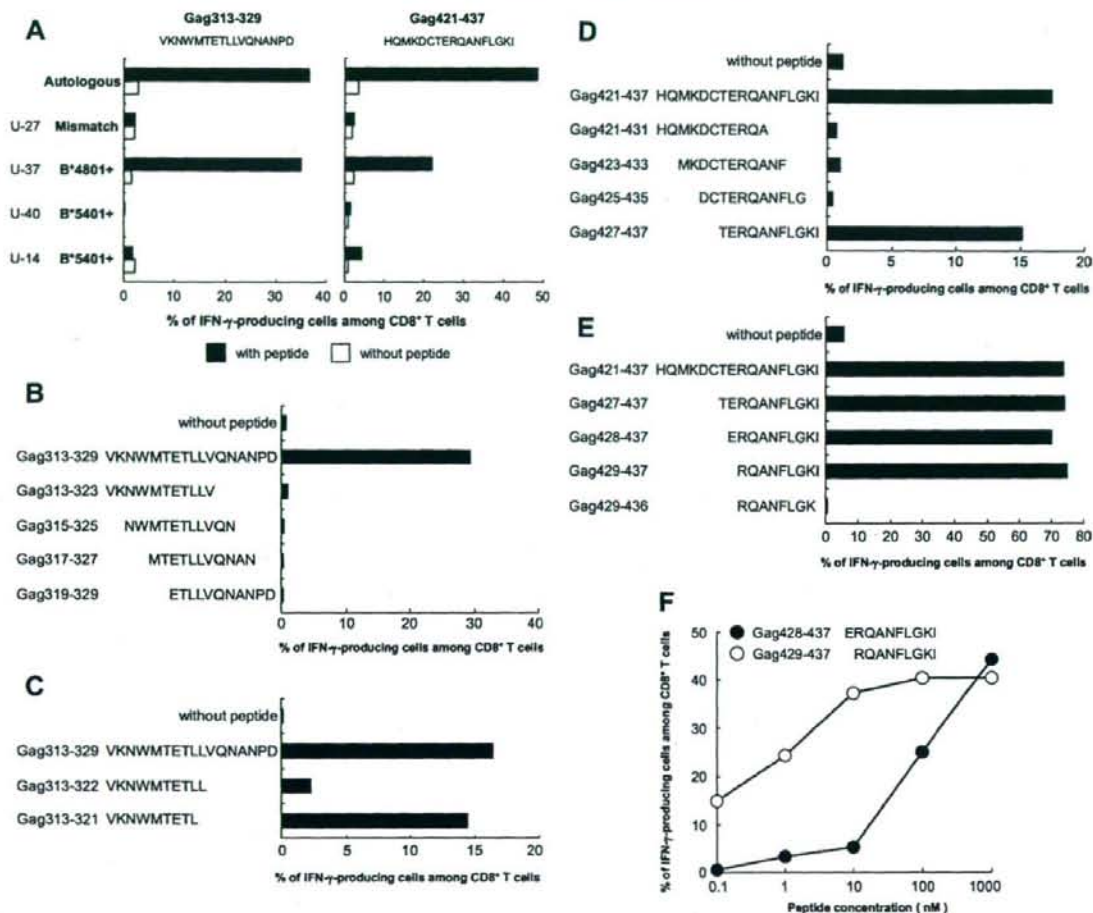 A
Gag313-329
VKNWMTETLLVQNANPD
Gag421-437
HQMKDCTERQANFLGKI
Autologous
U-27 Mismatch
U-37 B*4801+
U-40 B*5401+
U-14 B*5401+
0 10 20 30 40
0 10 20 30 40 50
% of IFN-γ-producing cells among CD8+ T cells
with peptide
without peptide
B
without peptide
Gag313-329 VKNWMTETLLVQNANPD
Gag313-323 VKNWMTETLLV
Gag315-325 NWMTETLLVQN
Gag317-327 MTETLLVQNAN
Gag319-329 ETLLVQNANPD
0 10 20 30 40
% of IFN-γ-producing cells among CD8+ T cells
C
without peptide
Gag313-329 VKNWMTETLLVQNANPD
Gag313-322 VKNWMTETLL
Gag313-321 VKNWMTETL
0 5 10 15 20
% of IFN-γ-producing cells among CD8+ T cells
D
without peptide
Gag421-437 HQMKDCTERQANFLGKI
Gag421-431 HQMKDCTERQA
Gag423-433 MKDCTERQANF
Gag425-435 DCTERQANFLG
Gag427-437 TERQANFLGKI
0 5 10 15 20
% of IFN-γ-producing cells among CD8+ T cells
E
without peptide
Gag421-437 HQMKDCTERQANFLGKI
Gag427-437 TERQANFLGKI
Gag428-437 ERQANFLGKI
Gag429-437 RQANFLGKI
Gag429-436 RQANFLGK
0 10 20 30 40 50 60 70 80
% of IFN-γ-producing cells among CD8+ T cells
F
Gag428-437 ERQANFLGKI
Gag429-437 RQANFLGKI
% of IFN-γ-producing cells among CD8+ T cells
50
40
30
20
10
0
0.1 1 10 100 1000
Peptide concentration ( nM )